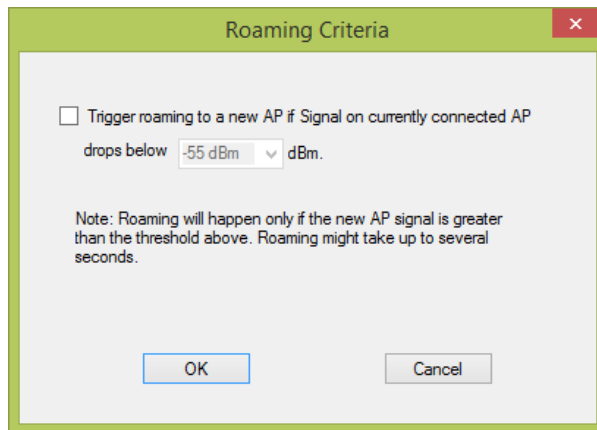 Roaming Criteria
Trigger roaming to a new AP if Signal on currently connected AP
drops below -55 dBm dBm.
Note: Roaming will happen only if the new AP signal is greater
than the threshold above. Roaming might take up to several
seconds.
OK Cancel